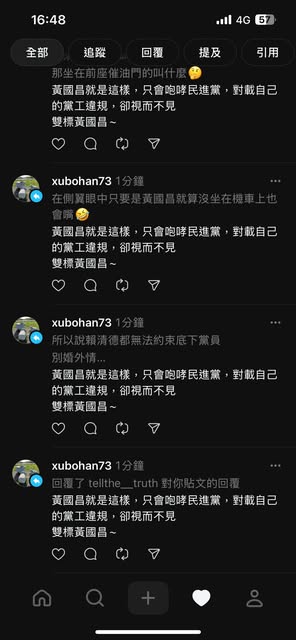 16:48
4G 57
全部 追蹤 回覆 提及 引用
那坐在前座催油門的叫什麼🤔
黃國昌就是這樣，只會咆哮民進黨，對載自己
的黨工違規，卻視而不見
雙標黃國昌～
xubohan73 1分鐘
在側翼眼中只要是黃國昌就算沒坐在機車上也
會嘴🤣
黃國昌就是這樣，只會咆哮民進黨，對載自己
的黨工違規，卻視而不見
雙標黃國昌～
xubohan73 1分鐘
所以說賴清德都無法約束底下黨員
別婚外情...
黃國昌就是這樣，只會咆哮民進黨，對載自己
的黨工違規，卻視而不見
雙標黃國昌～
xubohan73 1分鐘
回覆了 tellthe__truth 對你貼文的回覆
黃國昌就是這樣，只會咆哮民進黨，對載自己
的黨工違規，卻視而不見
雙標黃國昌～